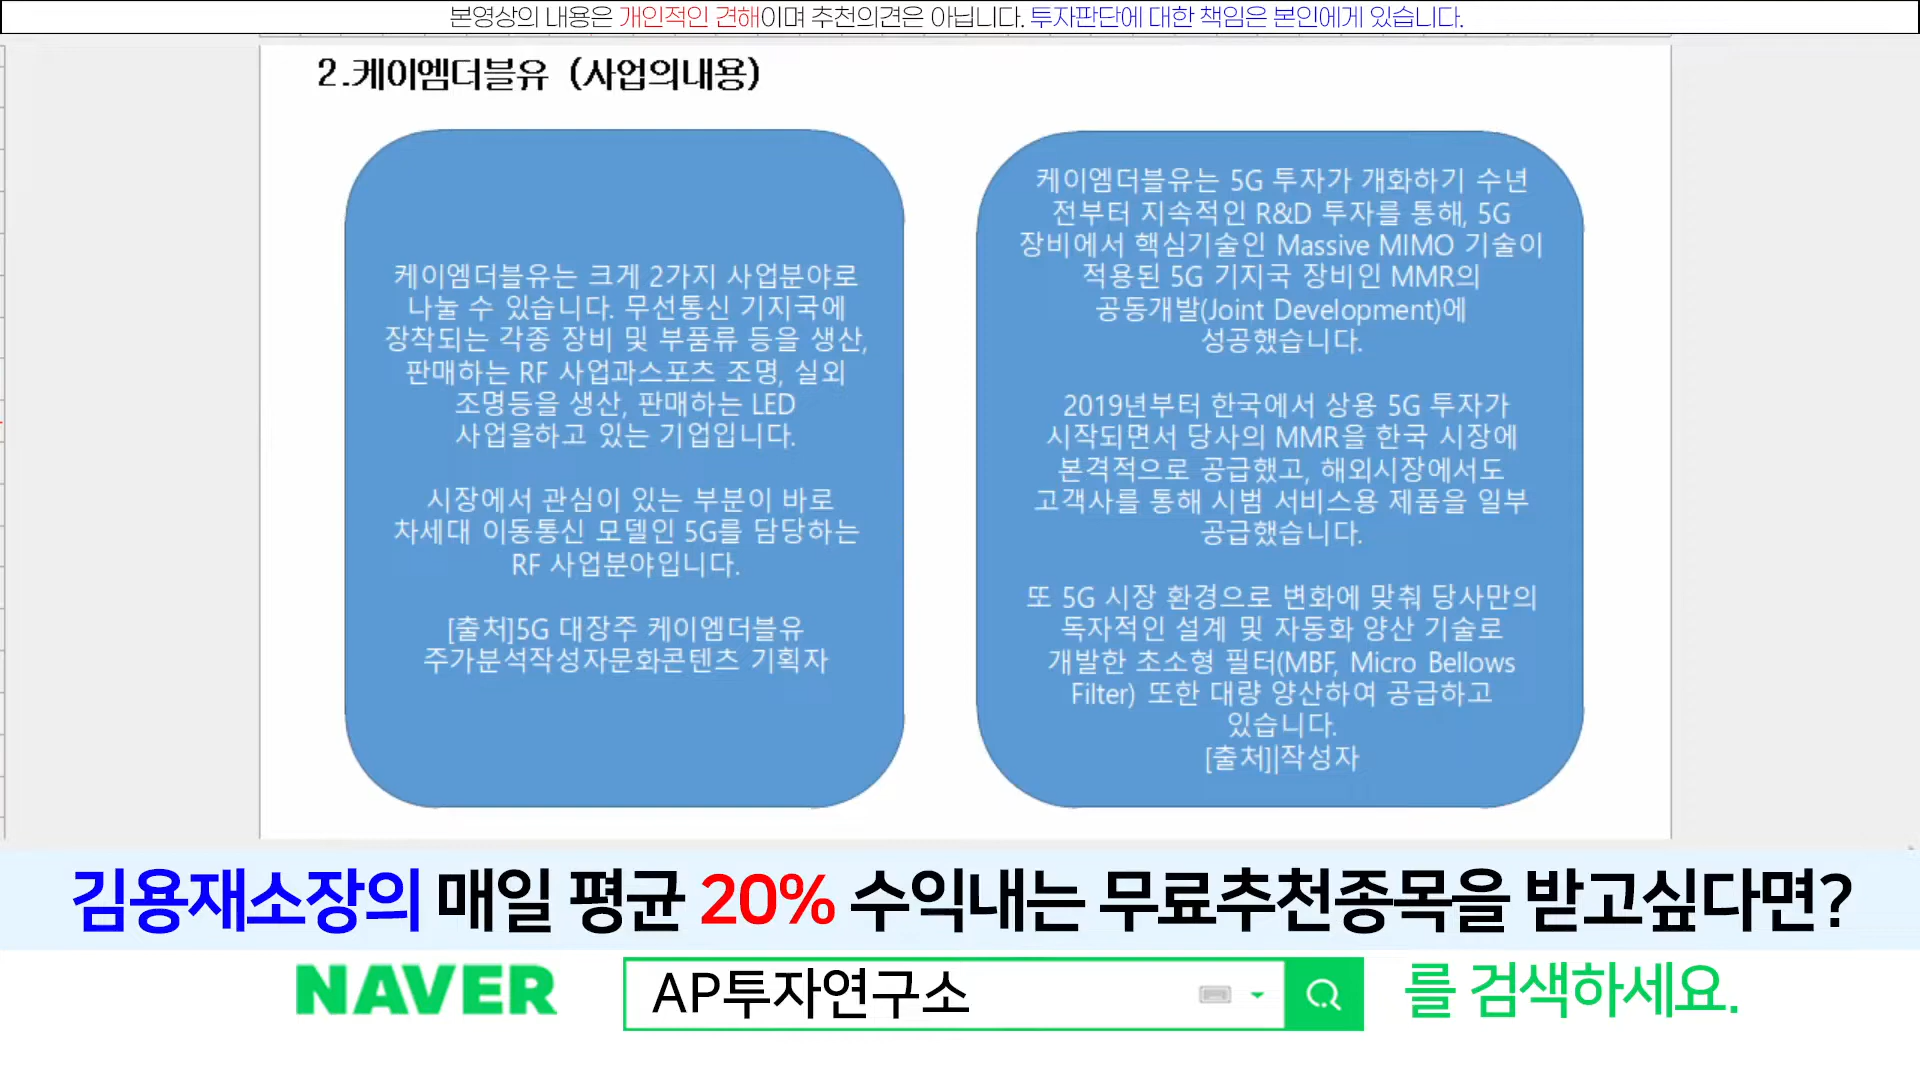 본영상의 내용은 개인적인 견해이며 추천의견은 아닙니다. 투자판단에 대한 책임은 본인에게 있습니다.
2.케이엠더블유 (사업의내용)
케이엠더블유는 크게 2가지 사업분야로
나눌 수 있습니다. 무선통신 기지국에
장착되는 각종 장비 및 부품류 등을 생산,
판매하는 RF 사업과스포츠 조명, 실외
조명등을 생산, 판매하는 LED
사업을하고 있는 기업입니다.
시장에서 관심이 있는 부분이 바로
차세대 이동통신 모델인 5G를 담당하는
RF 사업분야입니다.
[출처]5G 대장주 케이엠더블유
주가분석작성자문화콘텐츠 기획자
케이엠더블유는 5G 투자가 개화하기 수년
전부터 지속적인 R&D 투자를 통해, 5G
장비에서 핵심기술인 Massive MIMO 기술이
적용된 5G 기지국 장비인 MMR의
공동개발(Joint Development)에
성공했습니다.
2019년부터 한국에서 상용 5G 투자가
시작되면서 당사의 MMR을 한국 시장에
본격적으로 공급했고, 해외시장에서도
고객사를 통해 시범 서비스용 제품을 일부
공급했습니다.
또 5G 시장 환경으로 변화에 맞춰 당사만의
독자적인 설계 및 자동화 양산 기술로
개발한 초소형 필터(MBF, Micro Bellows
Filter) 또한 대량 양산하여 공급하고
있습니다.
[출처]|작성자
김용재소장의 매일 평균 20% 수익내는 무료추천종목을 받고싶다면?
NAVER AP투자연구소 를 검색하세요.